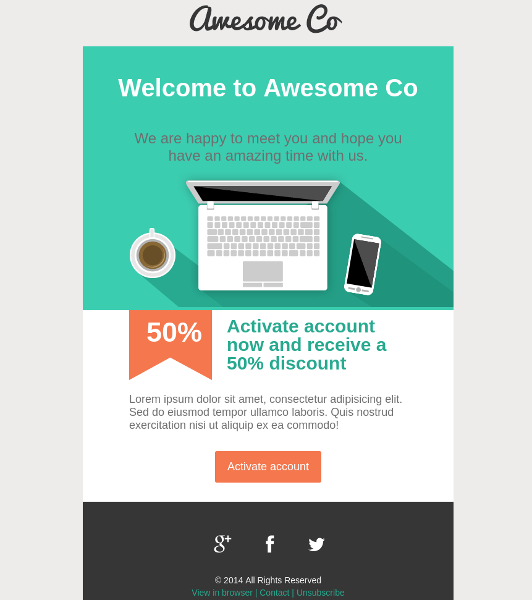 Awesome Co
Welcome to Awesome Co
We are happy to meet you and hope you
have an amazing time with us.
50%
Activate account
now and receive a
50% discount
Lorem ipsum dolor sit amet, consectetur adipisicing elit.
Sed do eiusmod tempor ullamco laboris. Quis nostrud
exercitation nisi ut aliquip ex ea commodo!
Activate account
© 2014 All Rights Reserved
View in browser | Contact | Unsubscribe